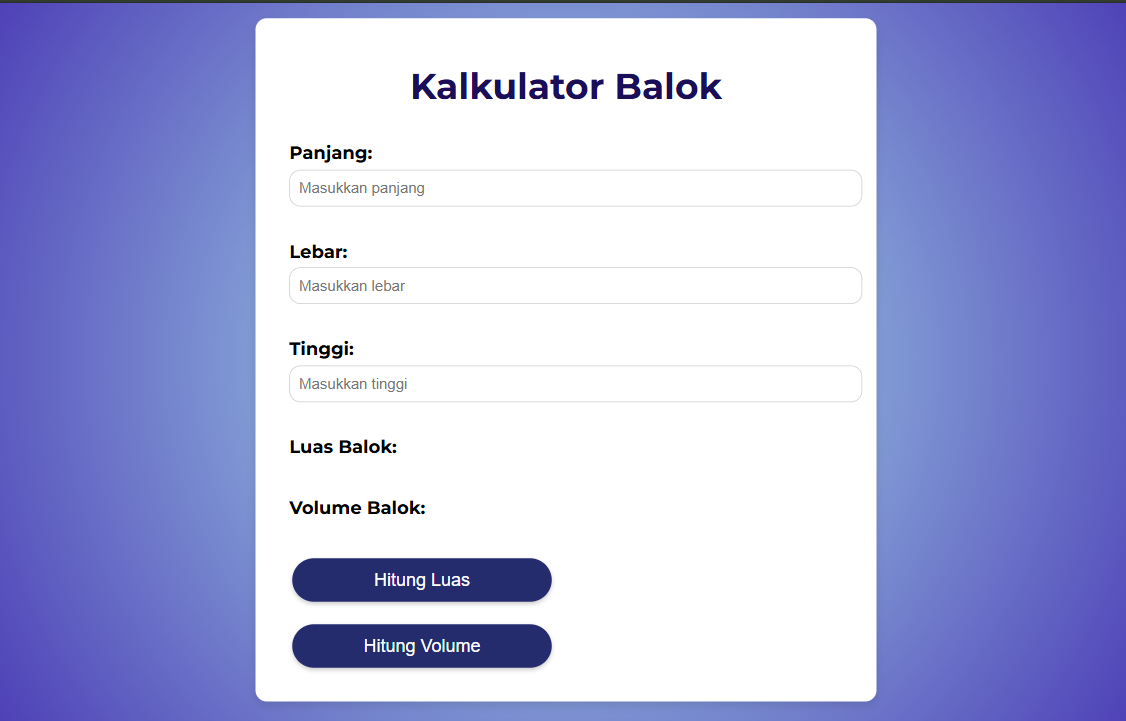 Kalkulator Balok
Panjang:
Masukkan panjang
Lebar:
Masukkan lebar
Tinggi:
Masukkan tinggi
Luas Balok:
Volume Balok:
Hitung Luas
Hitung Volume